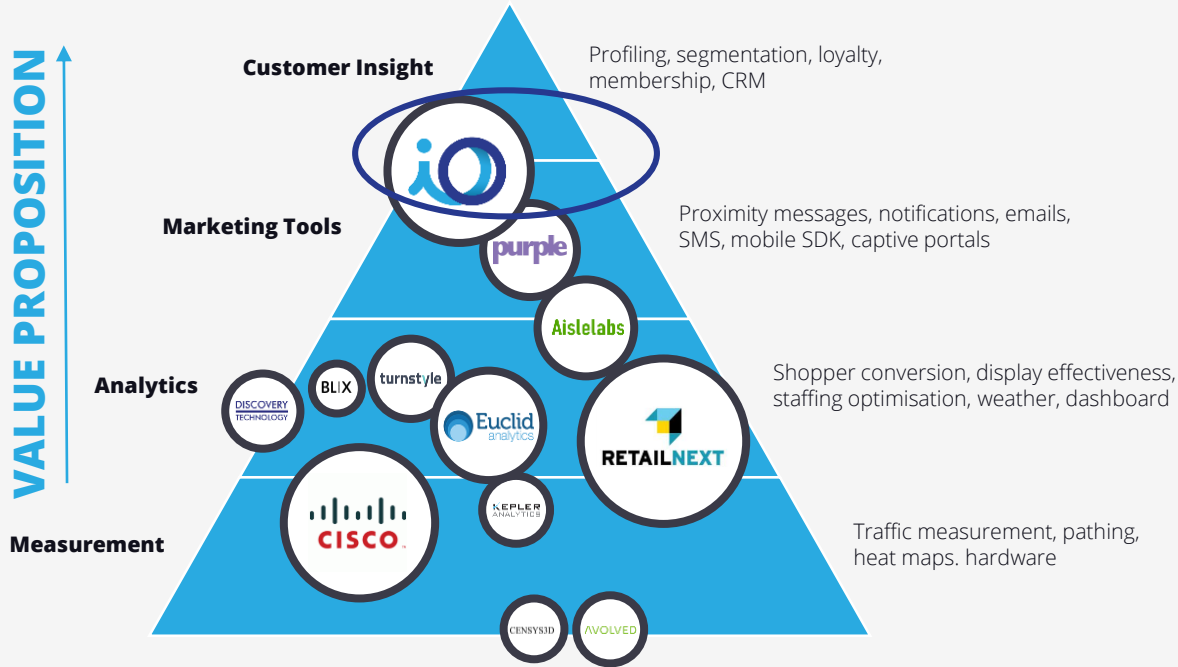 VALUE PROPOSITION
Customer Insight
Profiling, segmentation, loyalty,
membership, CRM
iO
Marketing Tools
Proximity messages, notifications, emails,
SMS, mobile SDK, captive portals
purple
Aislelabs
Analytics
Shopper conversion, display effectiveness,
staffing optimisation, weather, dashboard
BLIX
turnstyle
DISCOVERY
TECHNOLOGY
Euclid
analytics
RETAILNEXT
Measurement
Traffic measurement, pathing,
heat maps. hardware
CISCO
KEPLER
ANALYTICS
CENSYS3D
AVOLVED